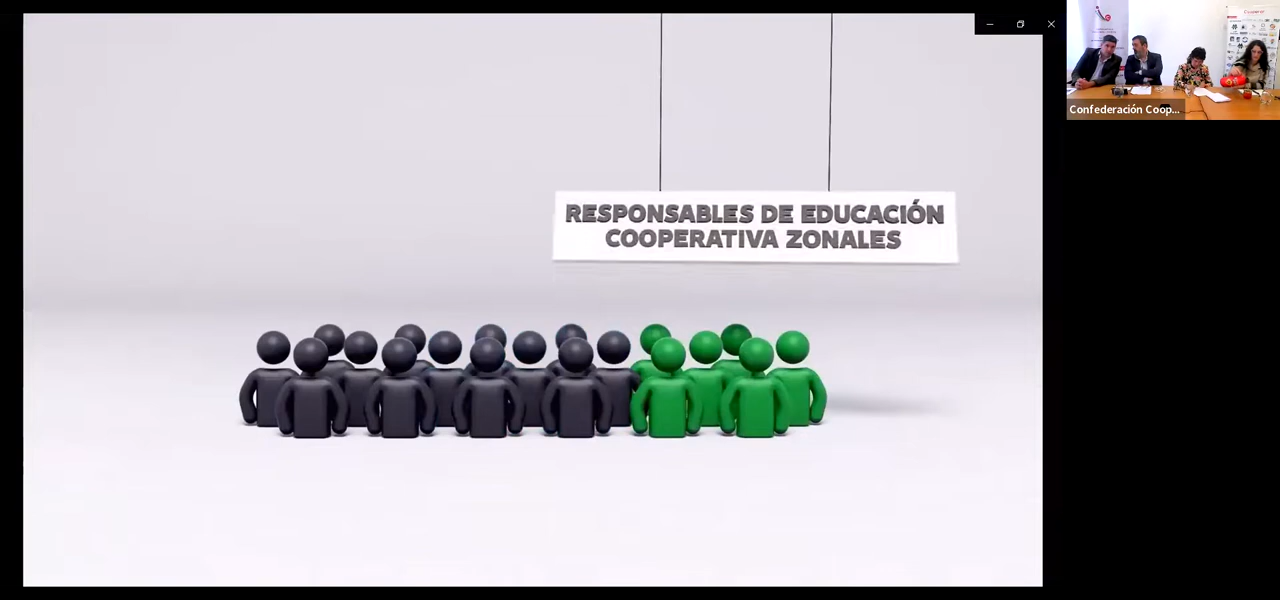 RESPONSABLES DE EDUCACIÓN
COOPERATIVA ZONALES
Confederación Coop...